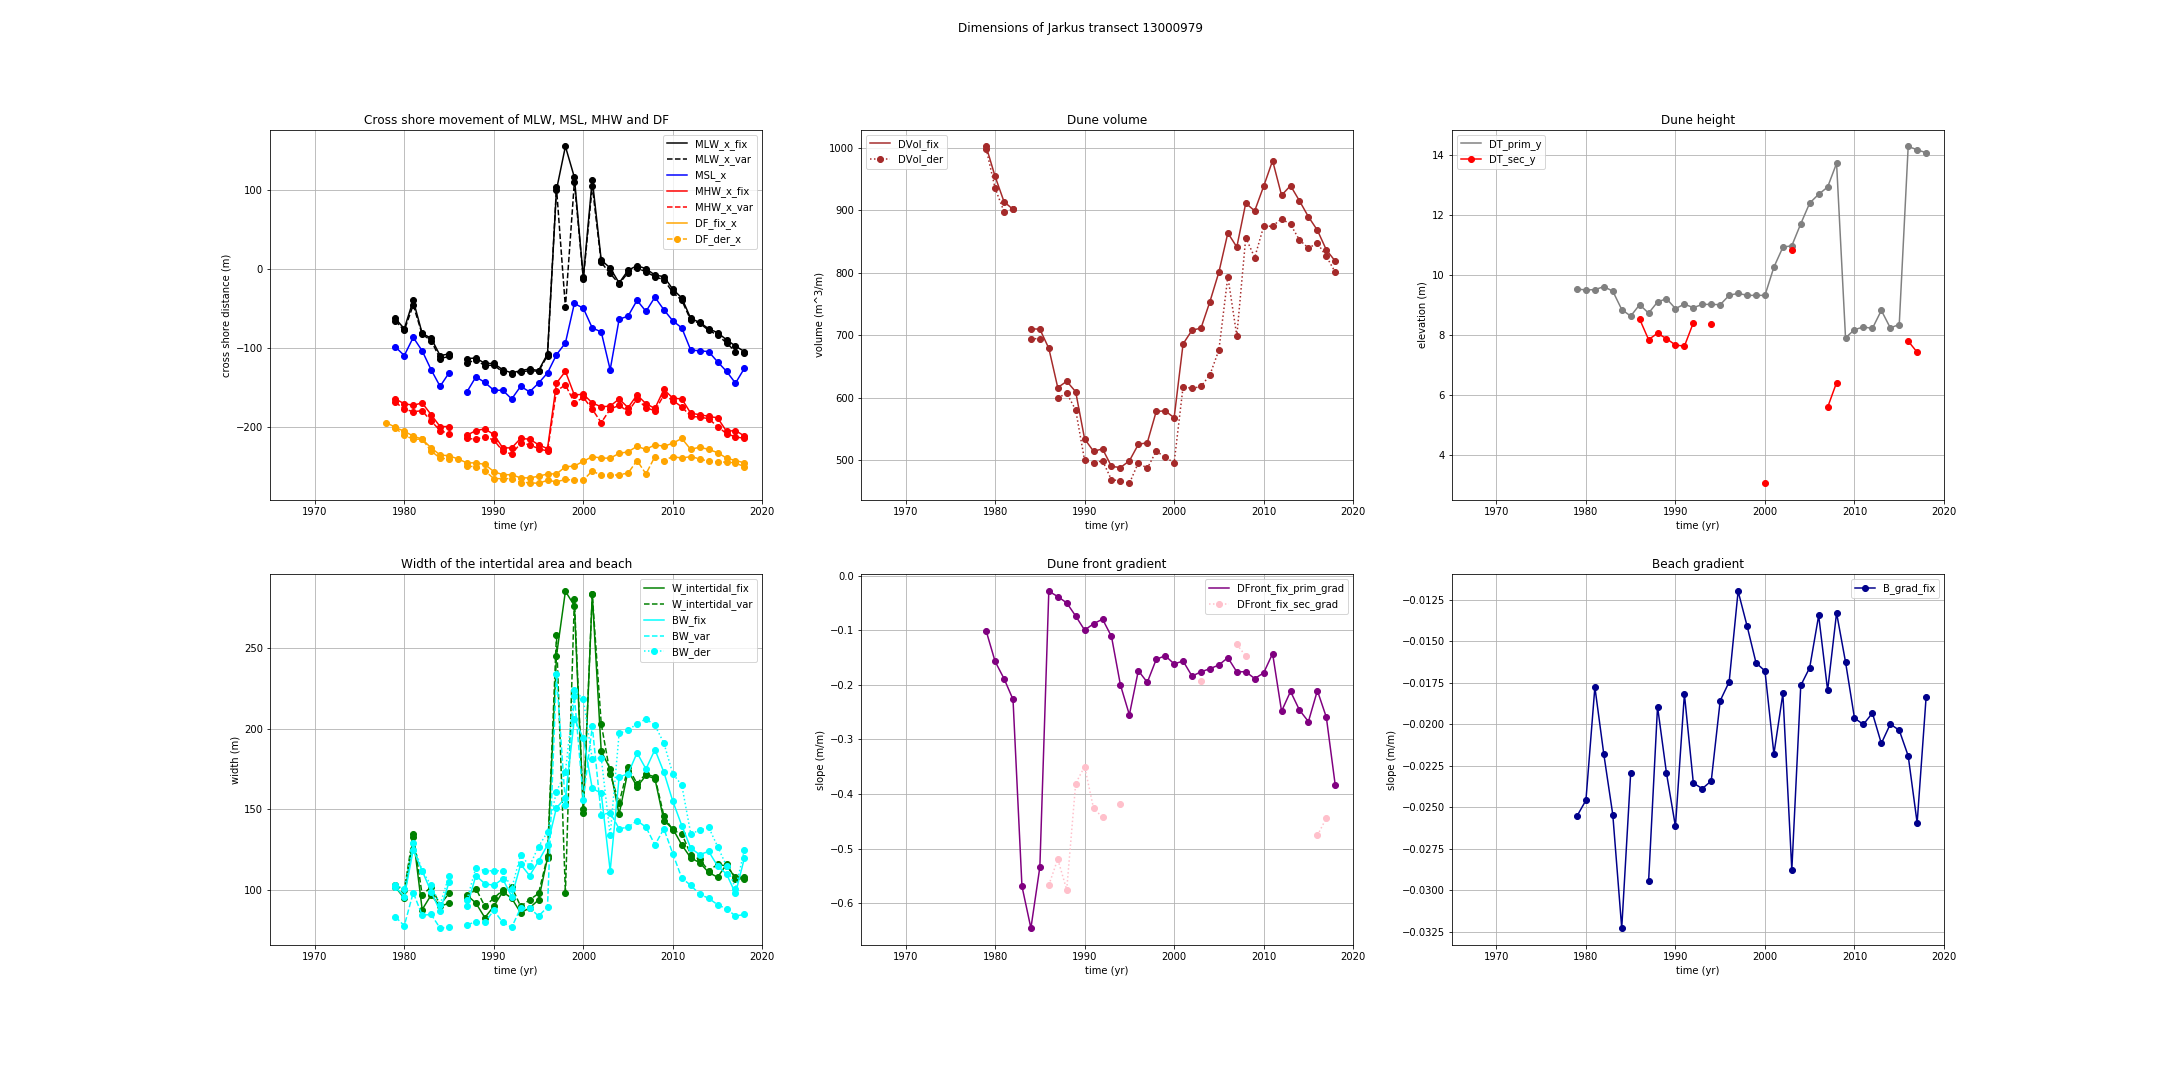 Dimensions of Jarkus transect 13000979
Cross shore movement of MLW, MSL, MHW and DF
cross shore distance (m)
100
0
−100
−200
MLW_x_fix
MLW_x_var
MSL_x
MHW_x_fix
MHW_x_var
DF_fix_x
DF_der_x
1970 1980 1990 2000 2010 2020
time (yr)
Dune volume
volume (m^3/m)
1000
900
800
700
600
500
DVol_fix
DVol_der
1970 1980 1990 2000 2010 2020
time (yr)
Dune height
elevation (m)
14
12
10
8
6
4
DT_prim_y
DT_sec_y
1970 1980 1990 2000 2010 2020
time (yr)
Width of the intertidal area and beach
width (m)
250
200
150
100
W_intertidal_fix
W_intertidal_var
BW_fix
BW_var
BW_der
1970 1980 1990 2000 2010 2020
time (yr)
Dune front gradient
slope (m/m)
0.0
−0.1
−0.2
−0.3
−0.4
−0.5
−0.6
DFront_fix_prim_grad
DFront_fix_sec_grad
1970 1980 1990 2000 2010 2020
time (yr)
Beach gradient
slope (m/m)
−0.0125
−0.0150
−0.0175
−0.0200
−0.0225
−0.0250
−0.0275
−0.0300
−0.0325
B_grad_fix
1970 1980 1990 2000 2010 2020
time (yr)